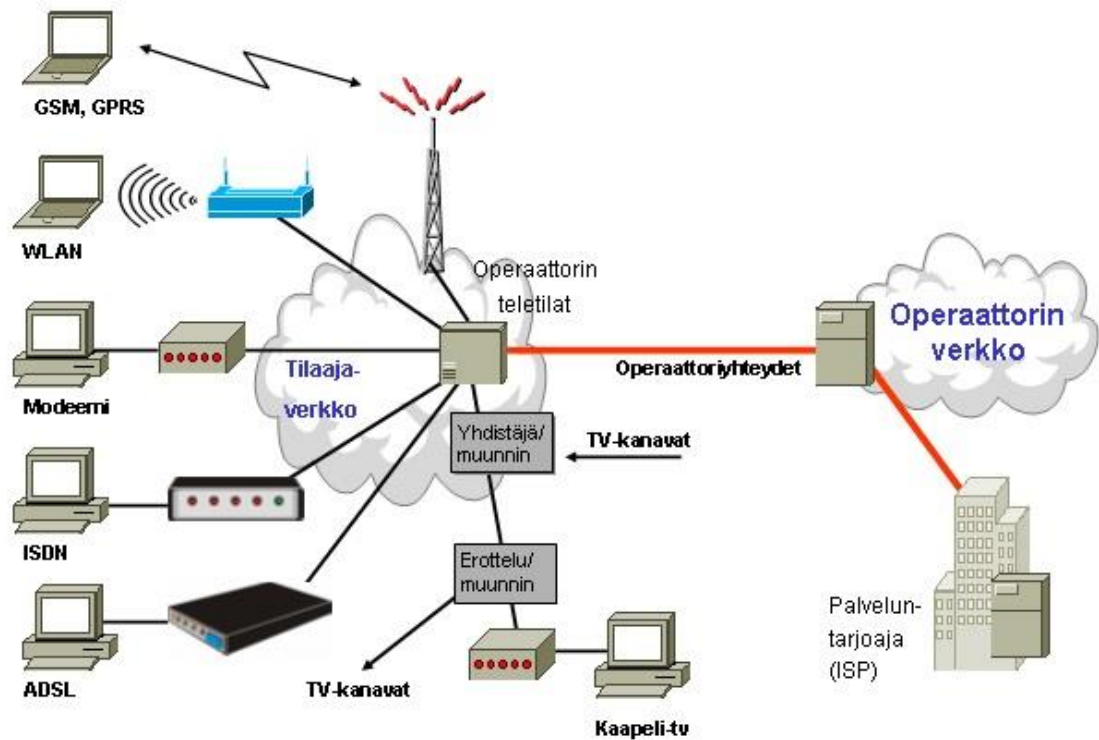 GSM, GPRS
WLAN
Modeemi
ISDN
ADSL
Tilaaja-
verkko
Operaattorin
teletilat
Operaattoriyhteydet
Operaattorin
verkko
Yhdistäjä/
muunnin
TV-kanavat
Erottelu/
muunnin
TV-kanavat
Kaapeli-tv
Palvelun-
tarjoaja
(ISP)